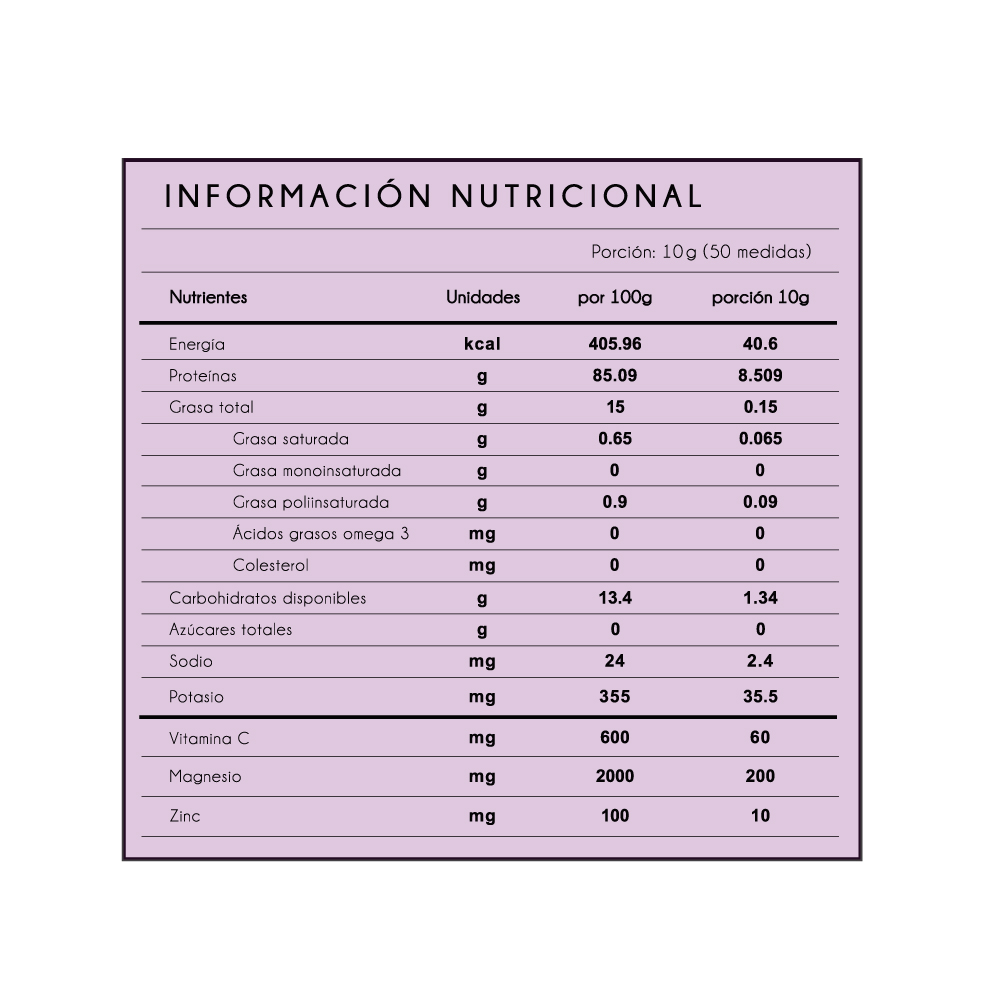 INFORMACIÓN NUTRICIONAL
Porción: 10g (50 medidas)
Nutrientes Unidades por 100g porción 10g
Energía kcal 405.96 40.6
Proteínas g 85.09 8.509
Grasa total g 15 0.15
Grasa saturada g 0.65 0.065
Grasa monoinsaturada g 0 0
Grasa poliinsaturada g 0.9 0.09
Ácidos grasos omega 3 mg 0 0
Colesterol mg 0 0
Carbohidratos disponibles g 13.4 1.34
Azúcares totales g 0 0
Sodio mg 24 2.4
Potasio mg 355 35.5
Vitamina C mg 600 60
Magnesio mg 2000 200
Zinc mg 100 10